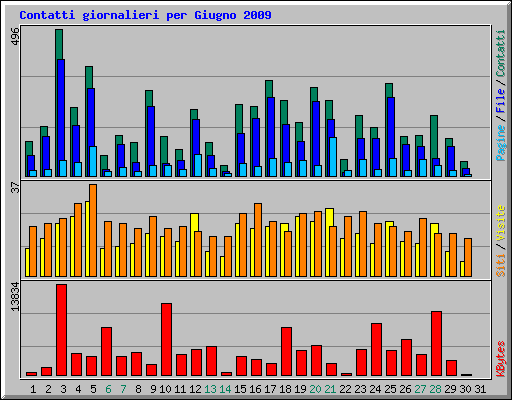 Contatti giornalieri per Giugno 2009
496
37
13834
Pagine / File / Contatti
Siti / Visite
KBytes
1 2 3 4 5 6 7 8 9 10 11 12 13 14 15 16 17 18 19 20 21 22 23 24 25 26 27 28 29 30 31